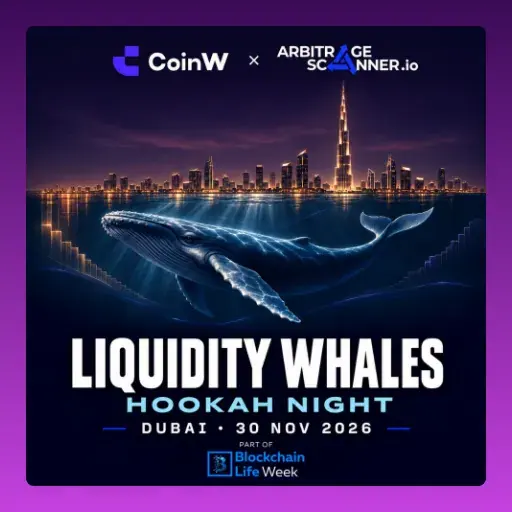 CoinW × ARBITRAGE
SCANNER.io
LIQUIDITY WHALES
HOOKAH NIGHT
DUBAI • 30 NOV 2026
PART OF
Blockchain
Life Week